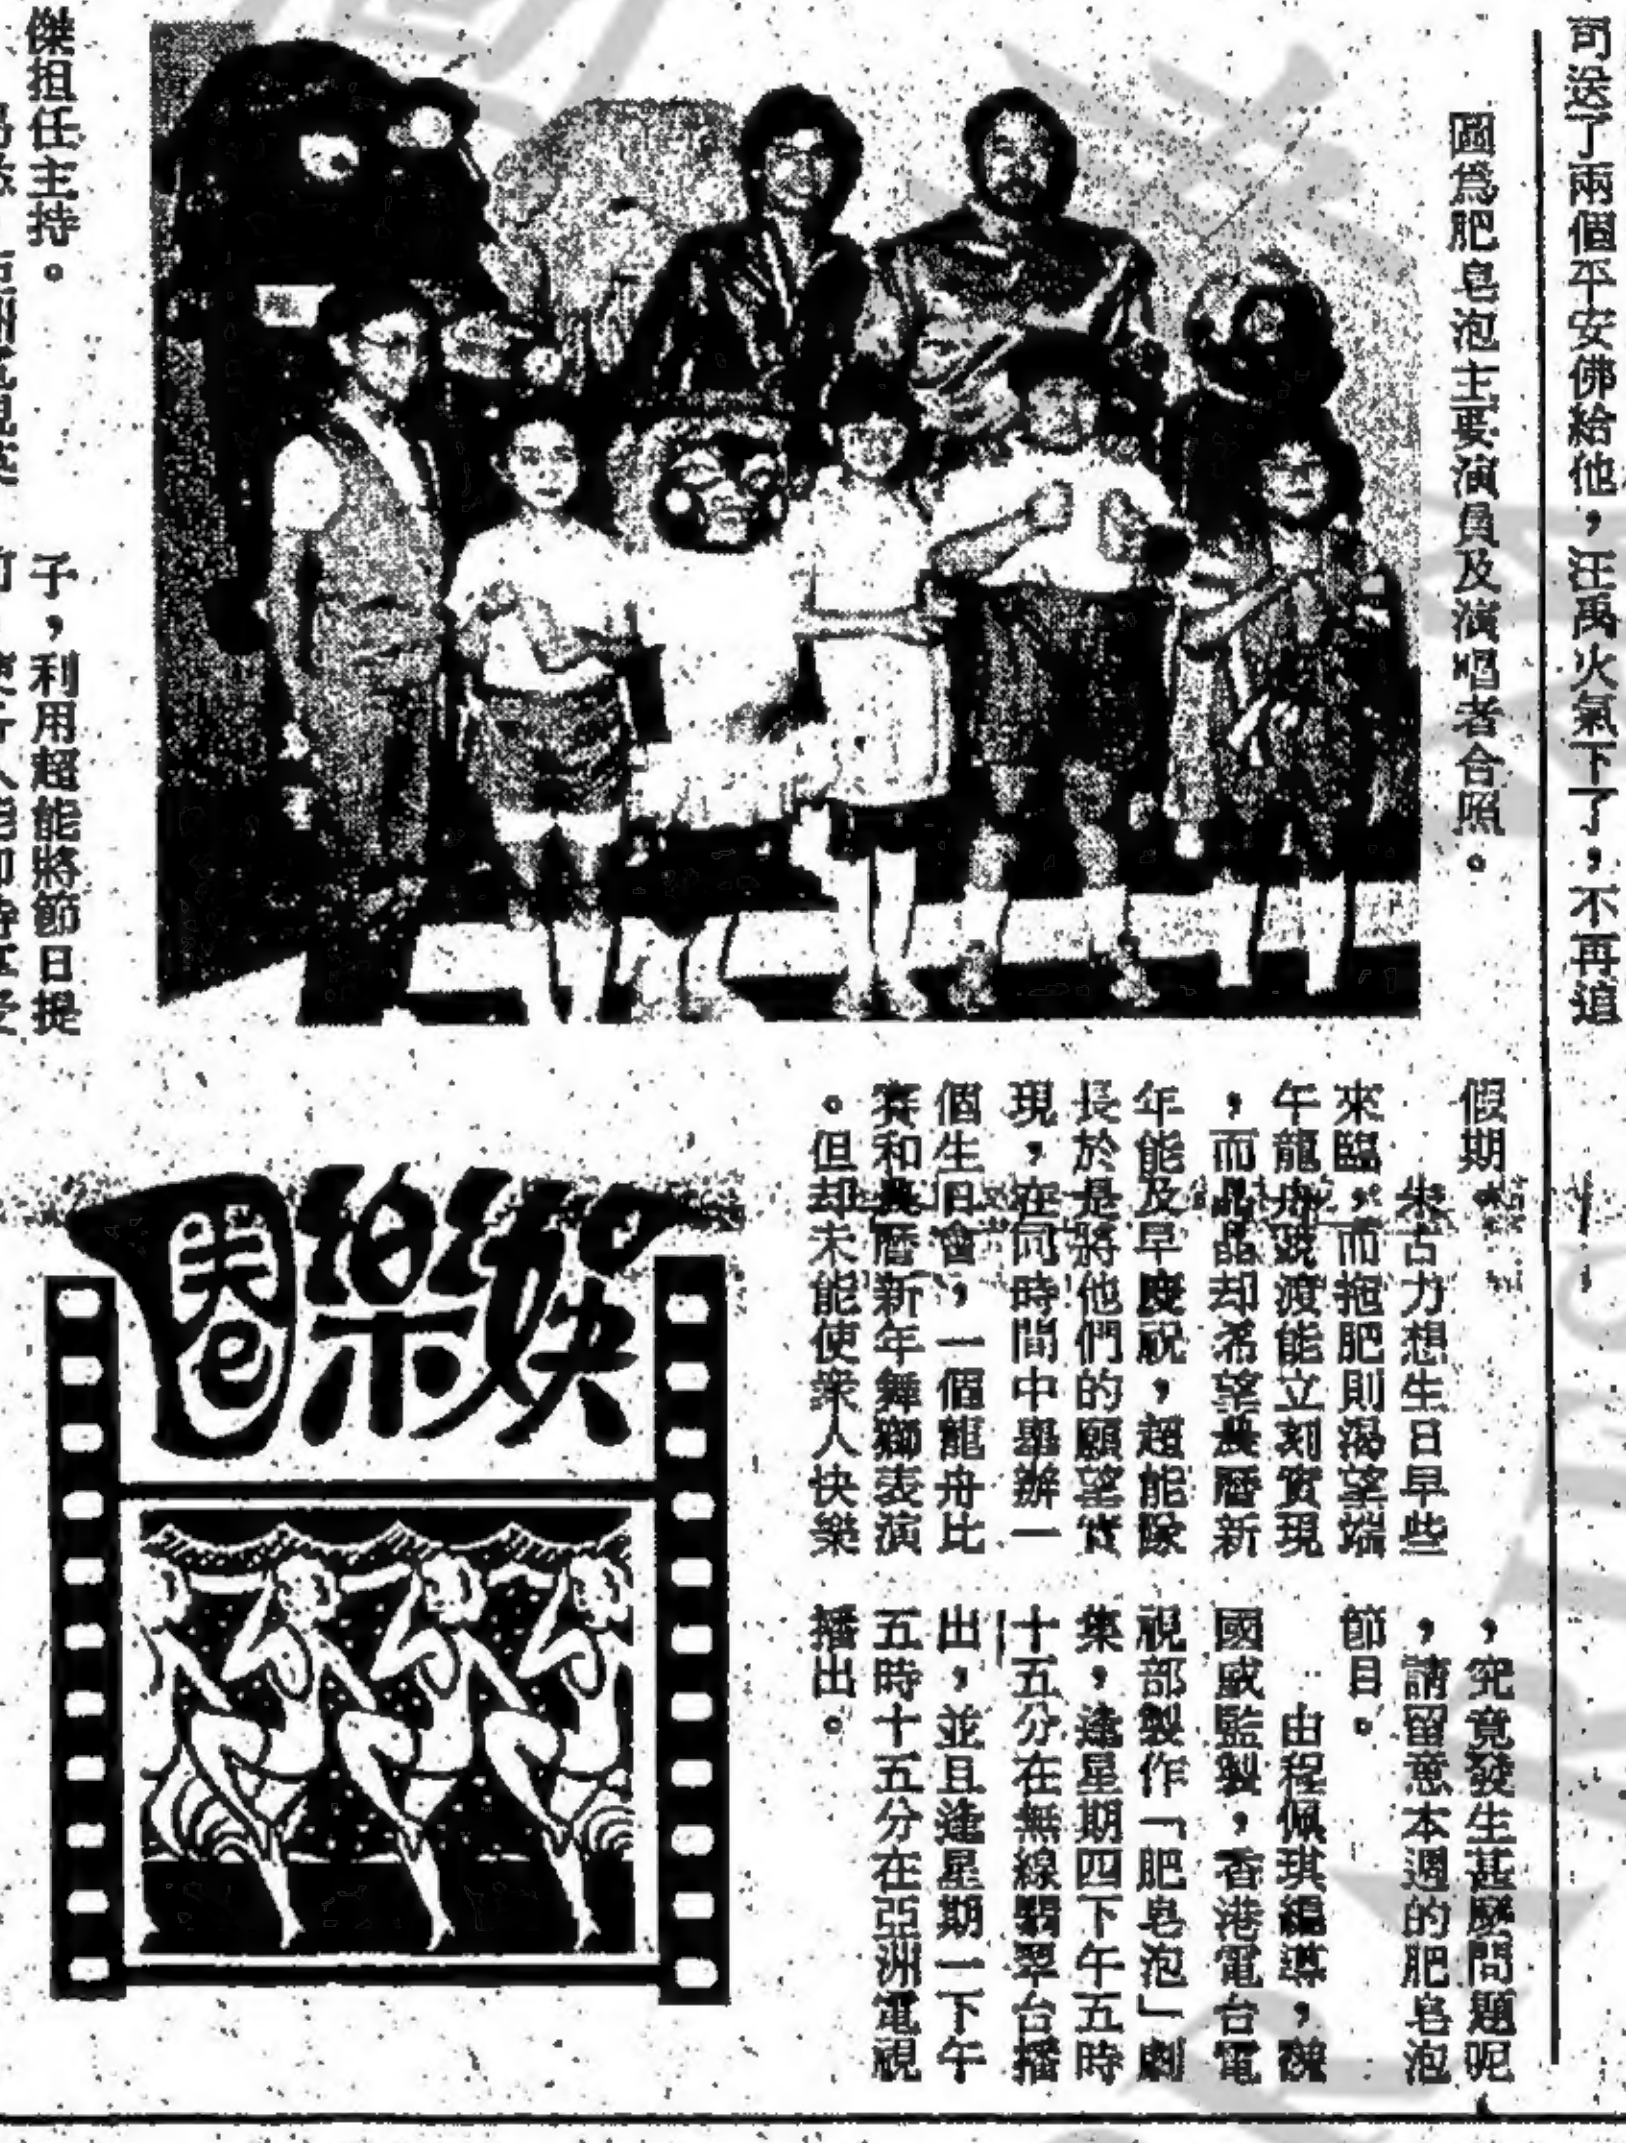 司送了兩個平安佛給他，汪禹火氣下了，不再追
圖為肥皂泡主要演員及演唱者合照。
傑担任主持。
子，利用超能將節日提
假期。
朱古力想生日早些
來臨，而拖肥則渴望端
午龍舟競渡能立刻實現
，而晶晶却希望農曆新
年能及早慶祝，超能隊
長於是將他們的願望實
現，在同時間中舉辦一
個生日會，一個龍舟比
賽和農曆新年舞獅表演
。但却未能使衆人快樂
，究竟發生甚麽問題呢
，請留意本週的肥皂泡
節目。
由程佩琪編導，
國威監製，香港電台電
視部製作「肥皂泡」劇
集，逢星期四下午五時
十五分在無線翡翠台播
出，並且逢星期一下午
五時十五分在亞洲電視
播出。
娛樂圈